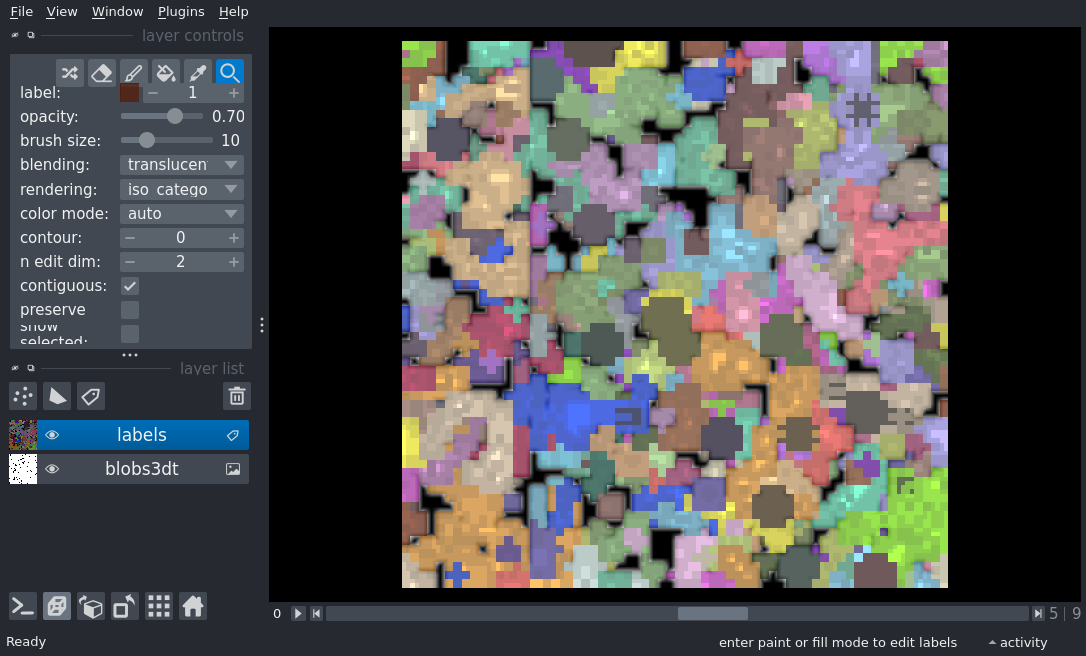 File View Window Plugins Help
layer controls
label: 1
opacity: 0.70
brush size: 10
blending: translucen
rendering: iso_catego
color mode: auto
contour: 0
n edit dim: 2
contiguous:
preserve
show
selected:
layer list
labels
blobs3dt
0 5 | 9
Ready enter paint or fill mode to edit labels activity